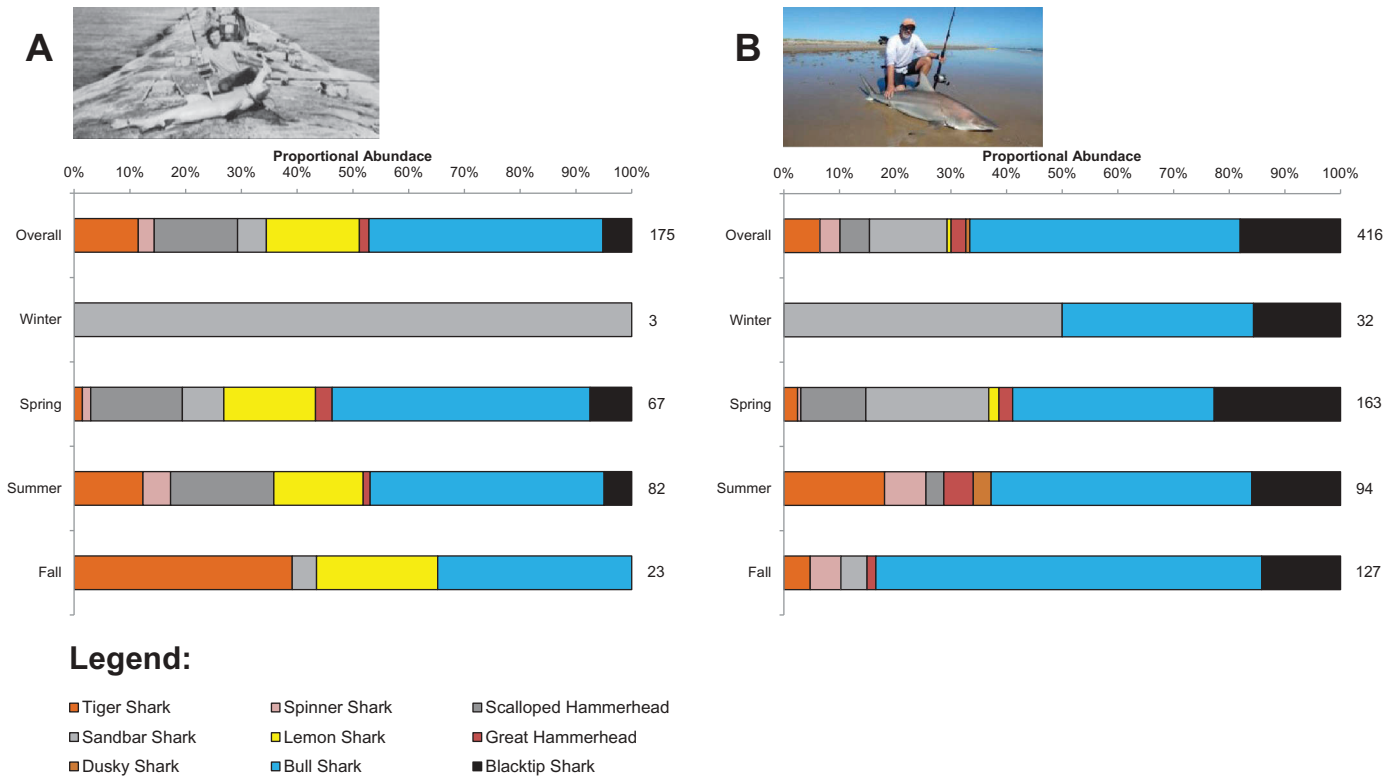 A
B
Proportional Abundace
0% 10% 20% 30% 40% 50% 60% 70% 80% 90% 100%
Overall 175
Winter 3
Spring 67
Summer 82
Fall 23
Proportional Abundace
0% 10% 20% 30% 40% 50% 60% 70% 80% 90% 100%
Overall 416
Winter 32
Spring 163
Summer 94
Fall 127
Legend:
Tiger Shark Spinner Shark Scalloped Hammerhead
Sandbar Shark Lemon Shark Great Hammerhead
Dusky Shark Bull Shark Blacktip Shark